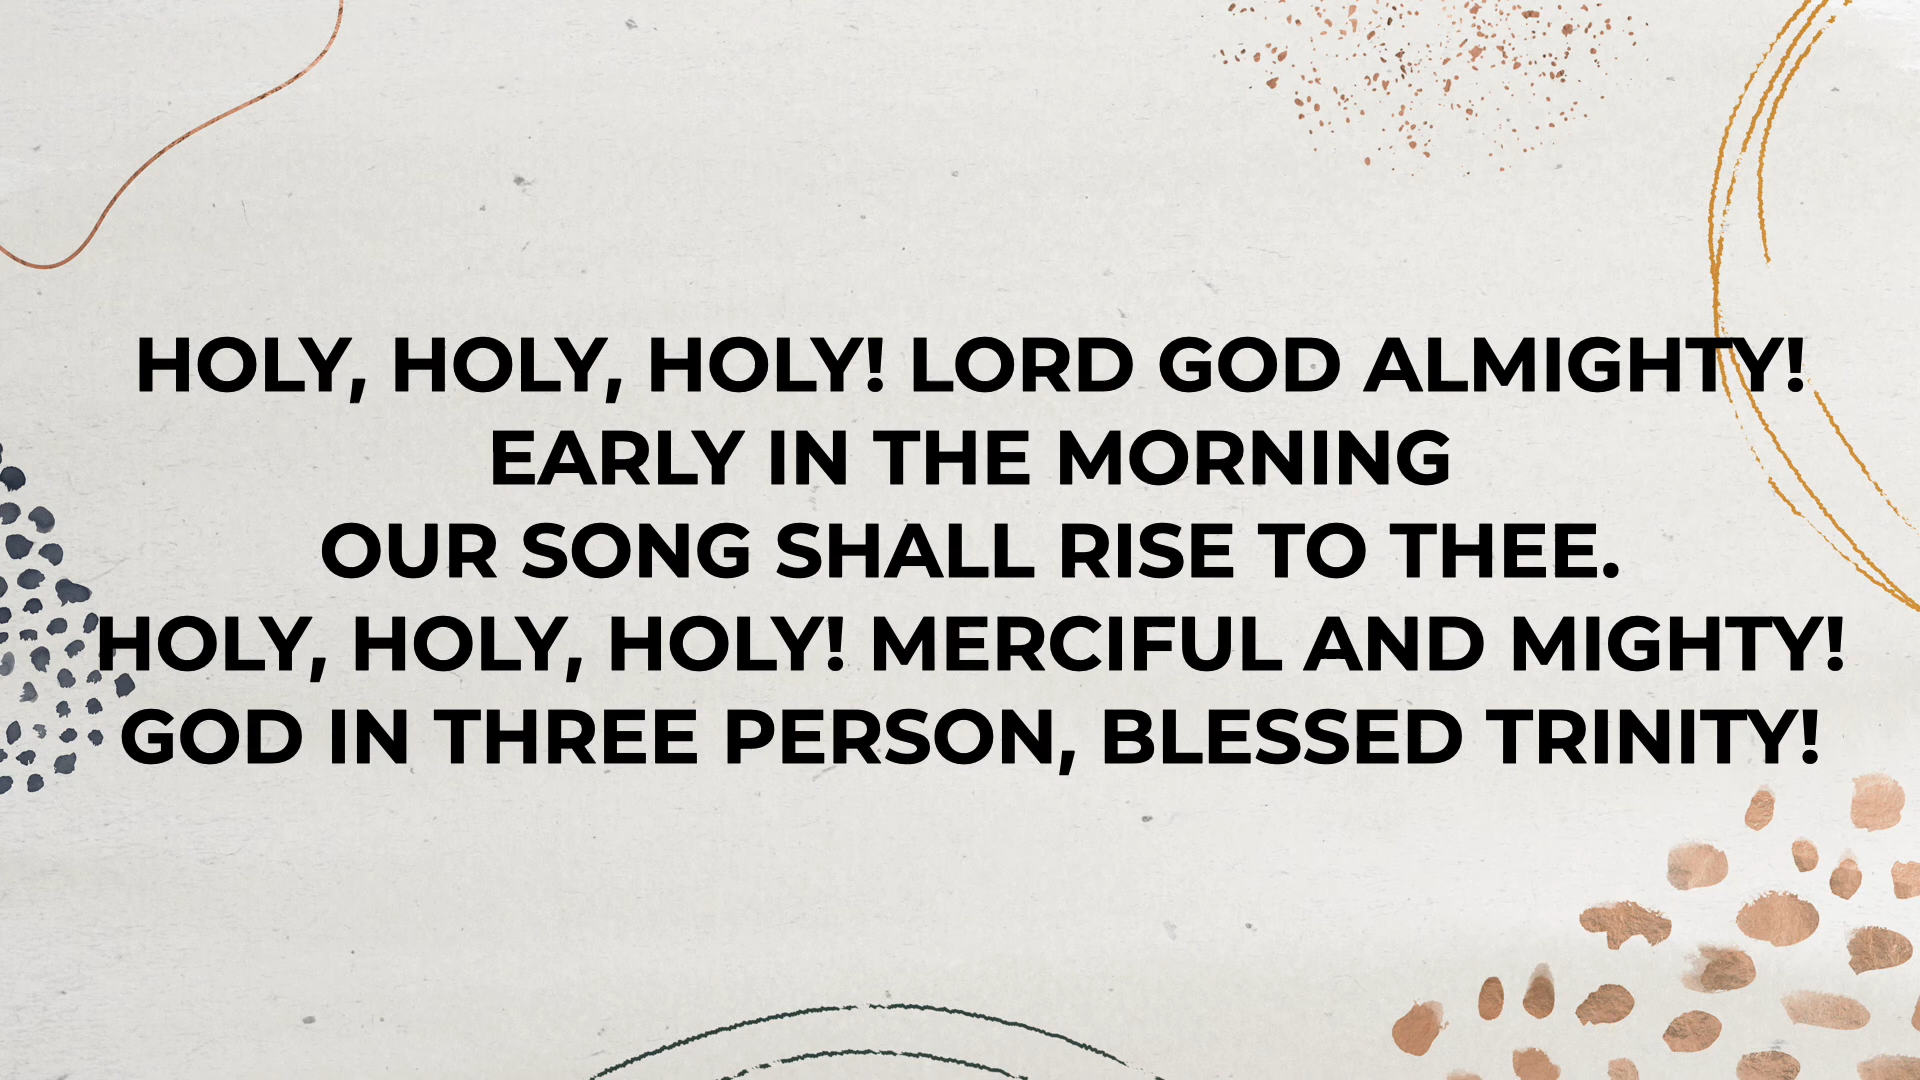 HOLY, HOLY, HOLY! LORD GOD ALMIGHTY!
EARLY IN THE MORNING
OUR SONG SHALL RISE TO THEE.
HOLY, HOLY, HOLY! MERCIFUL AND MIGHTY!
GOD IN THREE PERSON, BLESSED TRINITY!